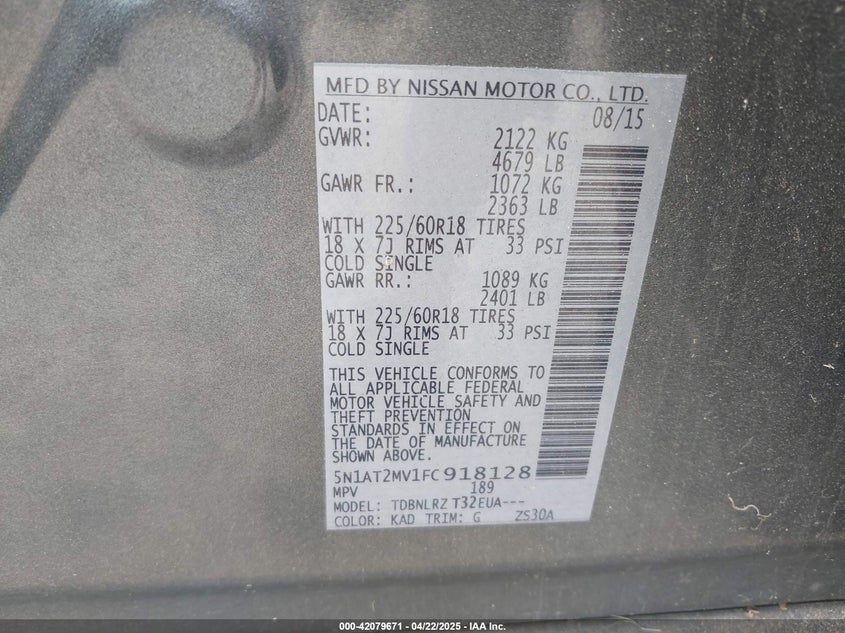 MFD BY NISSAN MOTOR CO., LTD.
DATE: 08/15
GVWR: 2122 KG
4679 LB
GAWR FR.: 1072 KG
2363 LB
WITH 225/60R18 TIRES
18 X 7J RIMS AT 33 PSI
COLD SINGLE
GAWR RR.: 1089 KG
2401 LB
WITH 225/60R18 TIRES
18 X 7J RIMS AT 33 PSI
COLD SINGLE
THIS VEHICLE CONFORMS TO
ALL APPLICABLE FEDERAL
MOTOR VEHICLE SAFETY AND
THEFT PREVENTION
STANDARDS IN EFFECT ON
THE DATE OF MANUFACTURE
SHOWN ABOVE.
5N1AT2MV1FC918128
MPV 189
MODEL: TDBNLRZ T32EUA---
COLOR: KAD TRIM: G ZS30A
000-42079671 - 04/22/2025 - IAA Inc.